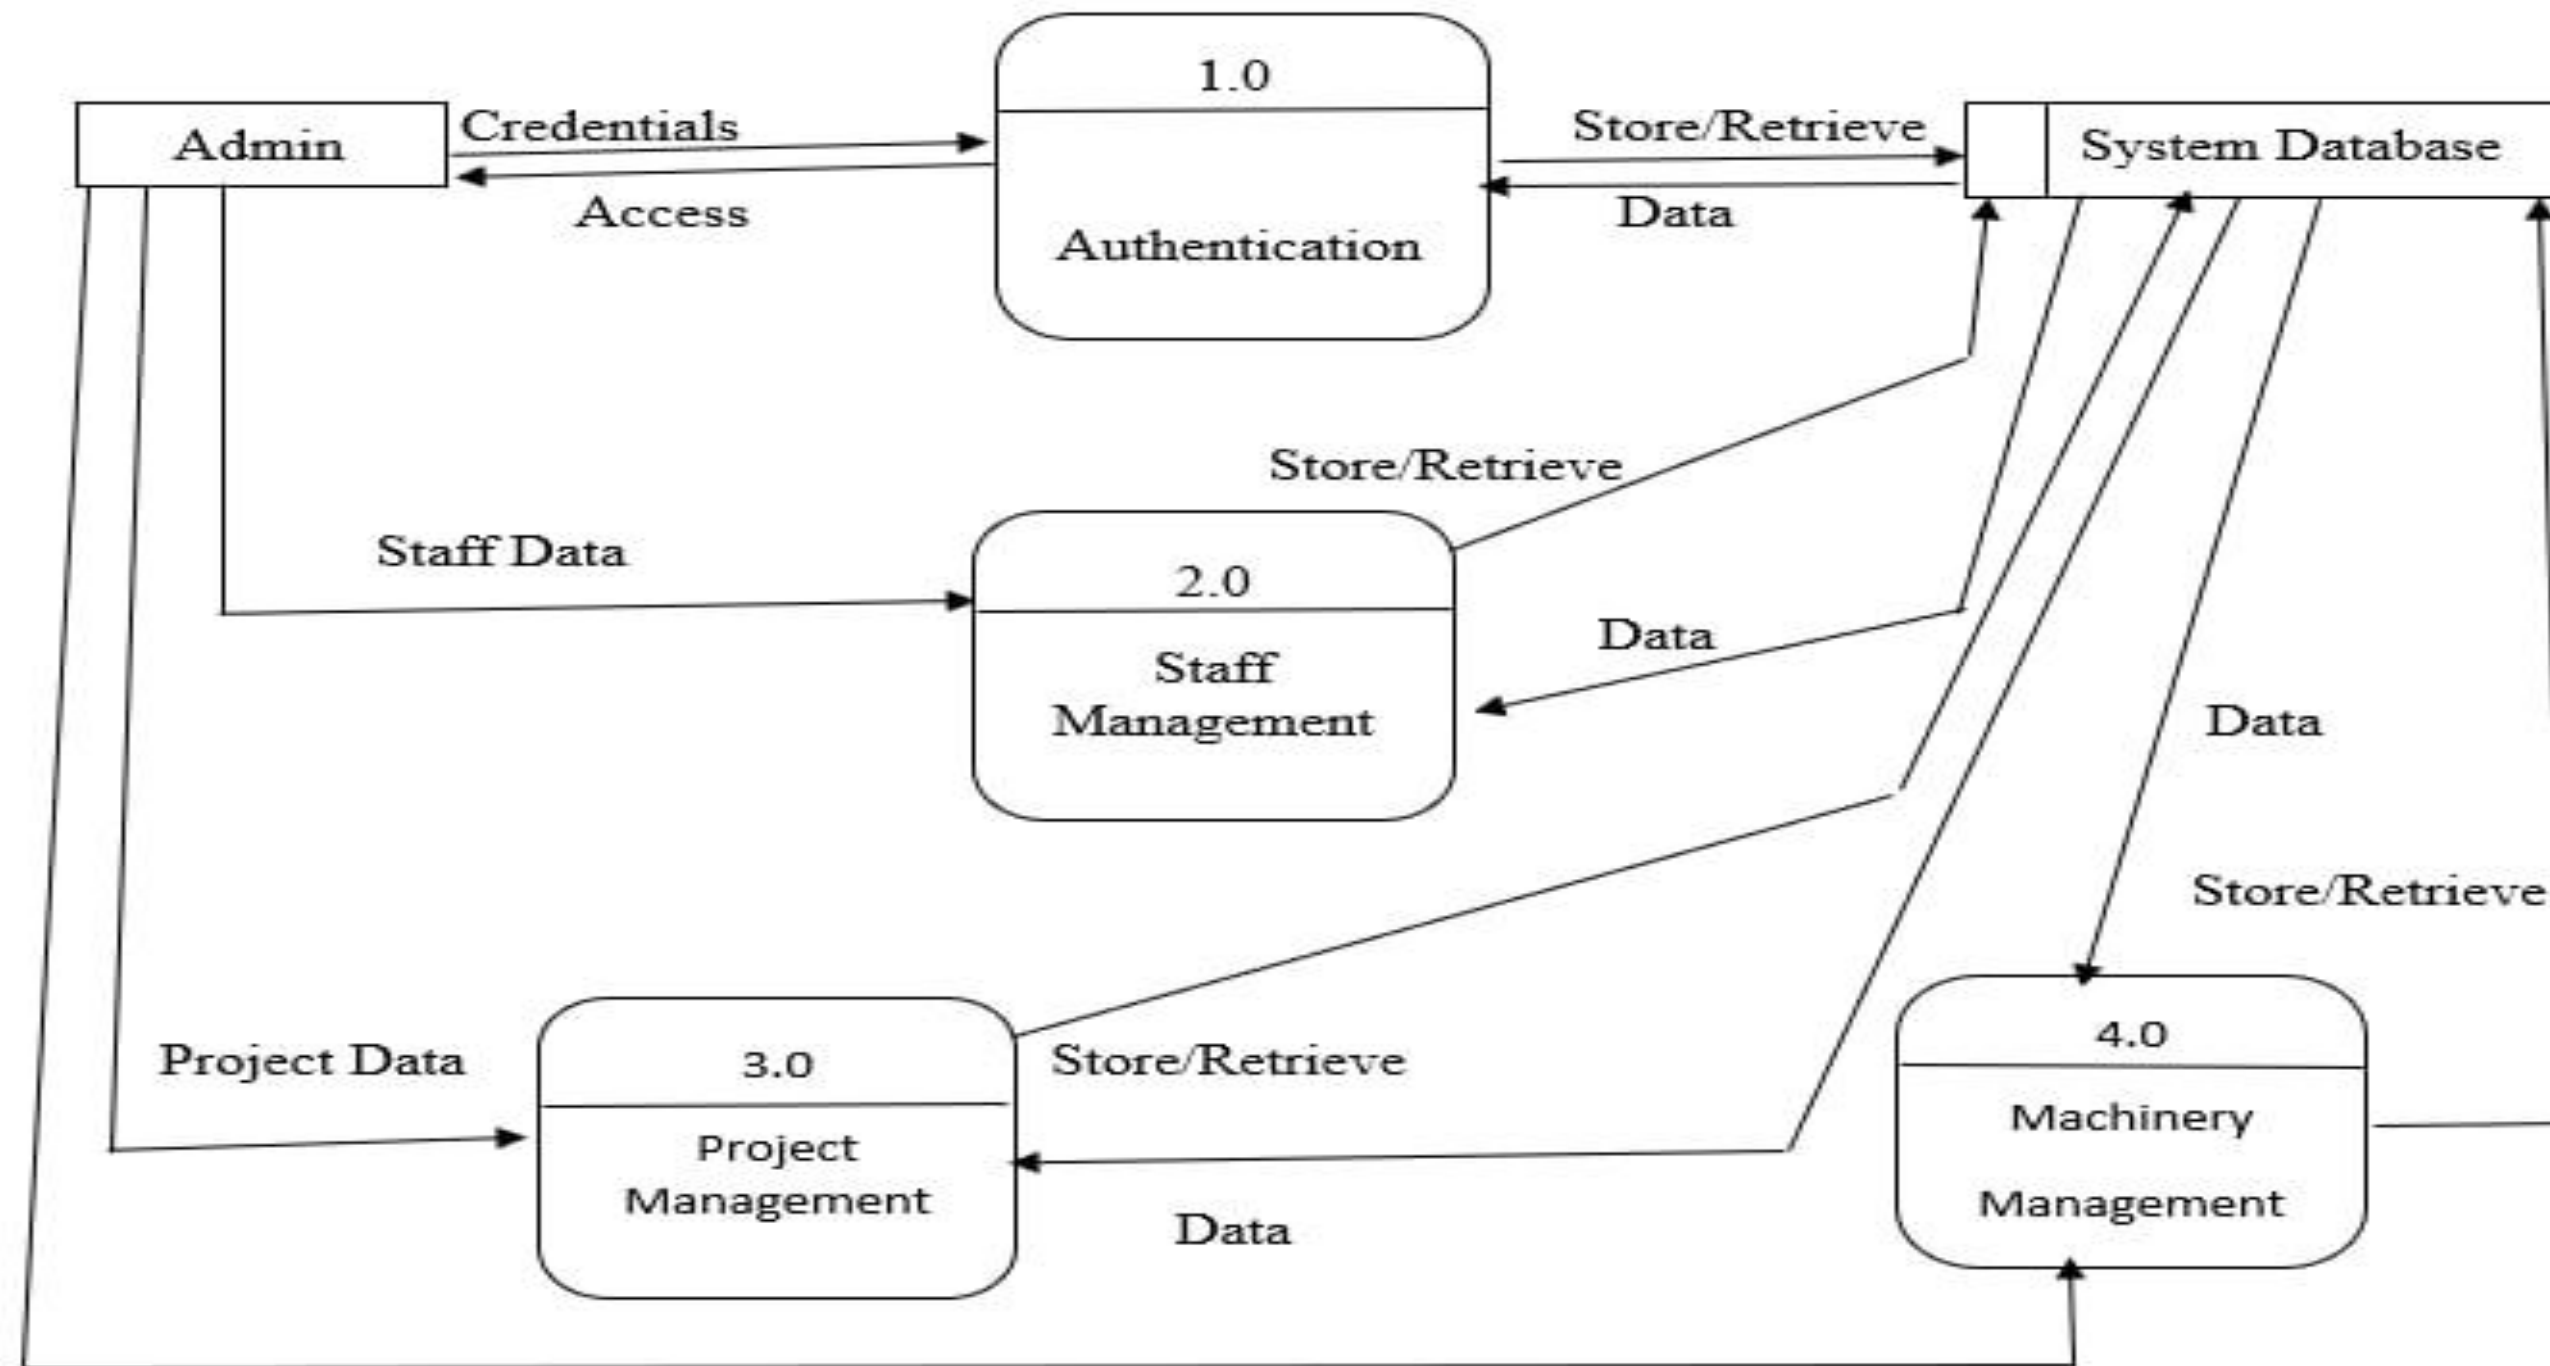 1.0
Admin
Credentials
Store/Retrieve
System Database
Access
Data
Authentication
Store/Retrieve
Staff Data
2.0
Data
Staff
Management
Data
Store/Retrieve
4.0
Project Data
3.0
Store/Retrieve
Machinery
Project
Management
Management
Data